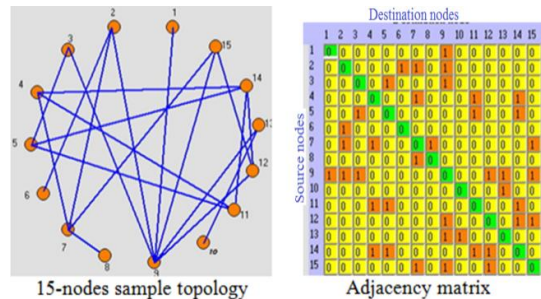 Destination nodes
1 2 3 4 5 6 7 8 9 10 11 12 13 14 15
Source nodes
1 0 0 0 0 0 0 0 0 1 0 0 0 0 0 0
2 0 0 0 0 0 1 1 0 1 0 0 0 0 0 0
3 0 0 0 0 1 0 0 0 1 0 0 0 0 0 0
4 0 0 0 0 0 0 1 0 0 0 1 0 0 1 0
5 0 0 1 0 0 0 0 0 0 0 1 0 0 1 0
6 0 1 0 0 0 0 0 0 0 0 0 0 0 0 0
7 0 1 0 1 0 0 0 1 0 0 0 0 0 0 1
8 0 0 0 0 0 0 1 0 0 0 0 0 0 0 0
9 1 1 1 0 0 0 0 0 0 0 0 1 1 0 1
10 0 0 0 0 0 0 0 0 0 0 0 0 1 0 0
11 0 0 0 1 1 0 0 0 0 0 0 0 0 1 0
12 0 0 0 0 0 0 0 0 1 0 0 0 0 1 1
13 0 0 0 0 0 0 0 0 1 1 0 0 0 0 0
14 0 0 0 1 1 0 0 0 0 0 1 1 0 0 0
15 0 0 0 0 0 0 1 0 1 0 0 1 0 0 0
2
1
3
15
4
14
5
12
6
11
7
10
8
9
15-nodes sample topology
Adjacency matrix